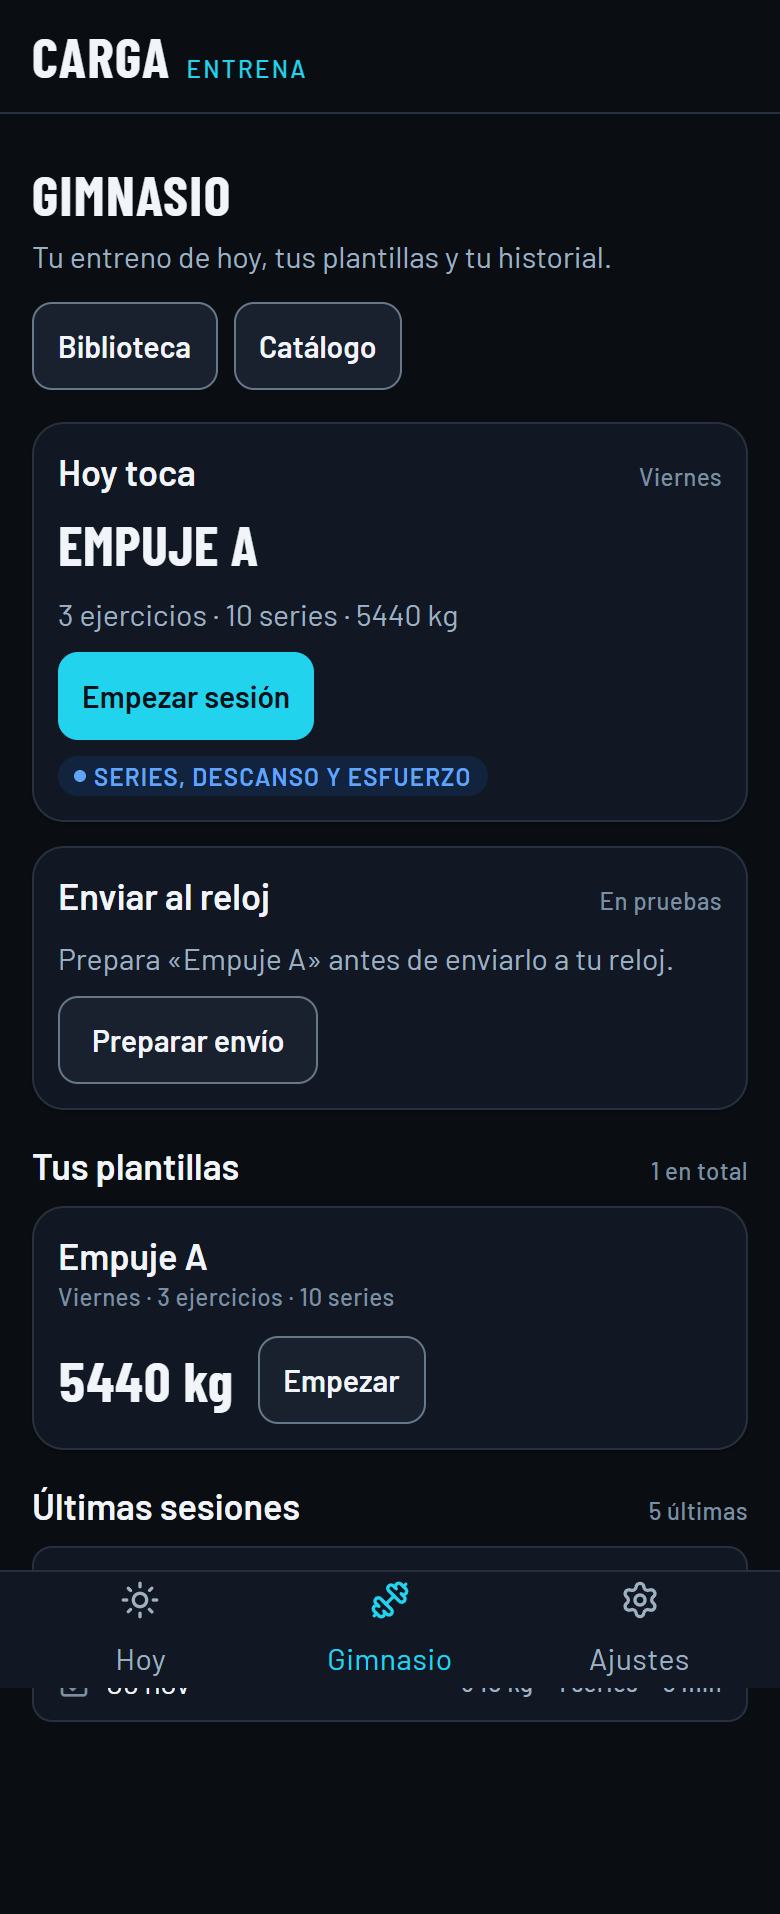 CARGA ENTRENA
GIMNASIO
Tu entreno de hoy, tus plantillas y tu historial.
Biblioteca Catálogo
Hoy toca Viernes
EMPUJE A
3 ejercicios · 10 series · 5440 kg
Empezar sesión
SERIES, DESCANSO Y ESFUERZO
Enviar al reloj En pruebas
Prepara «Empuje A» antes de enviarlo a tu reloj.
Preparar envío
Tus plantillas 1 en total
Empuje A
Viernes · 3 ejercicios · 10 series
5440 kg Empezar
Últimas sesiones 5 últimas
Hoy Gimnasio Ajustes